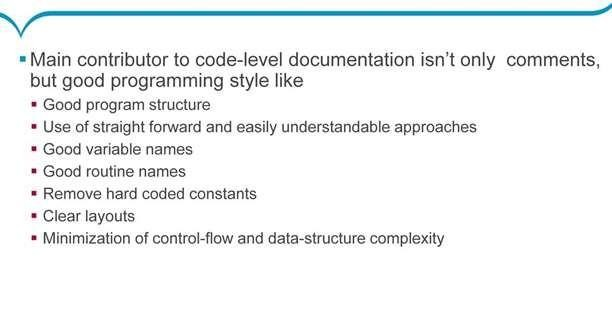 Main contributor to code-level documentation isn't only comments,
but good programming style like
Good program structure
Use of straight forward and easily understandable approaches
Good variable names
Good routine names
Remove hard coded constants
Clear layouts
Minimization of control-flow and data-structure complexity